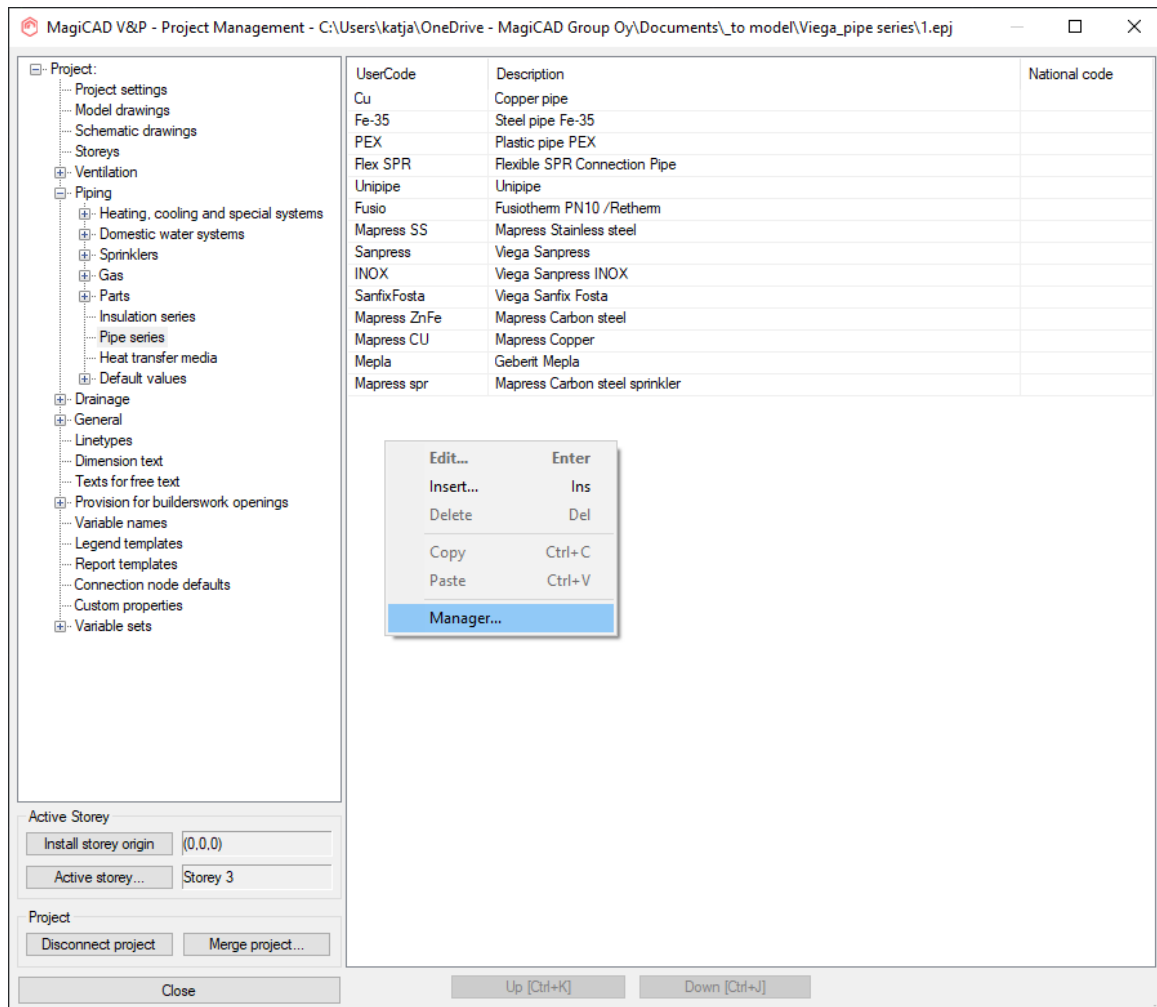 MagiCAD V&P - Project Management - C:\Users\katja\OneDrive - MagiCAD Group Oy\Documents\_to model\Viega_pipe series\1.epj
Project:
Project settings
Model drawings
Schematic drawings
Storeys
Ventilation
Piping
Heating, cooling and special systems
Domestic water systems
Sprinklers
Gas
Parts
Insulation series
Pipe series
Heat transfer media
Default values
Drainage
General
Linetypes
Dimension text
Texts for free text
Provision for builderswork openings
Variable names
Legend templates
Report templates
Connection node defaults
Custom properties
Variable sets
Active Storey
Install storey origin (0,0,0)
Active storey... Storey 3
Project
Disconnect project Merge project...
Close
UserCode Description National code
Cu Copper pipe
Fe-35 Steel pipe Fe-35
PEX Plastic pipe PEX
Flex SPR Flexible SPR Connection Pipe
Unipipe Unipipe
Fusio Fusiotherm PN10 /Retherm
Mapress SS Mapress Stainless steel
Sanpress Viega Sanpress
INOX Viega Sanpress INOX
SanfixFosta Viega Sanfix Fosta
Mapress ZnFe Mapress Carbon steel
Mapress CU Mapress Copper
Mepla Geberit Mepla
Mapress spr Mapress Carbon steel sprinkler
Edit... Enter
Insert... Ins
Delete Del
Copy Ctrl+C
Paste Ctrl+V
Manager...
Up [Ctrl+K] Down [Ctrl+J]